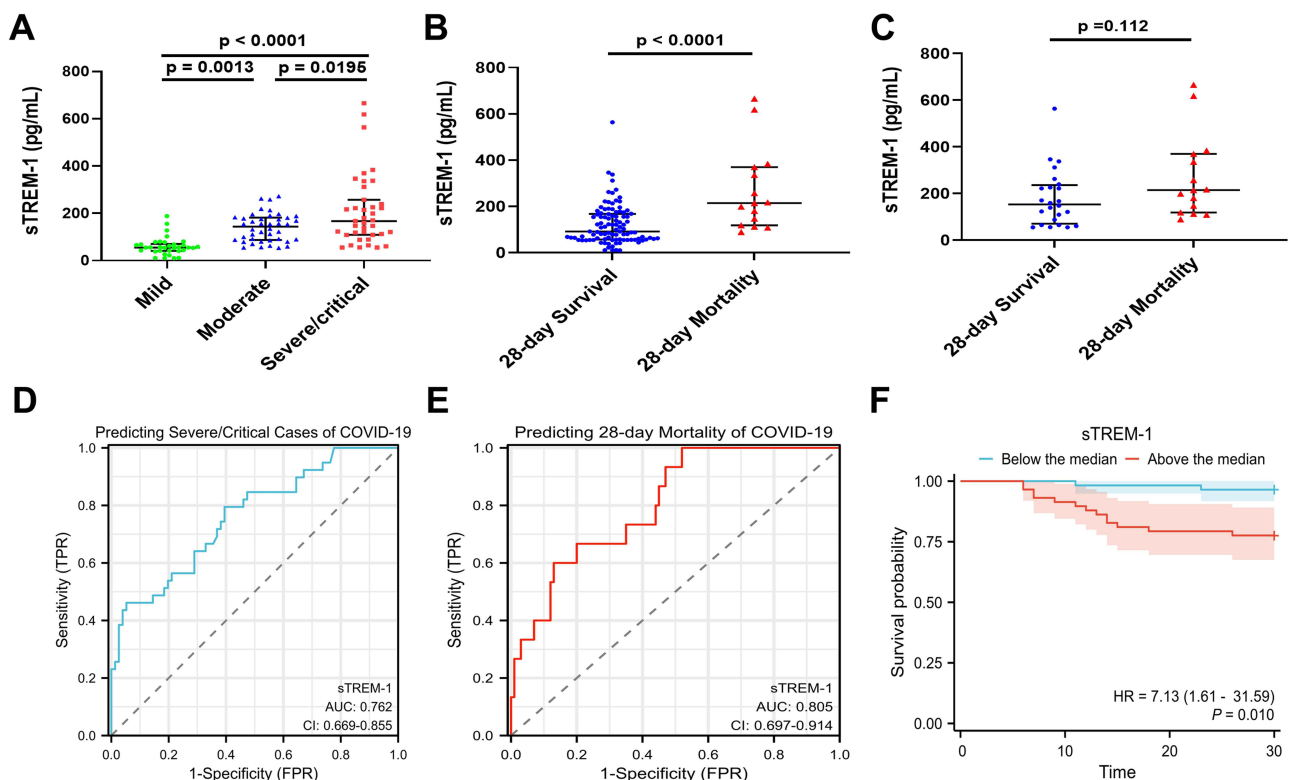 A
p < 0.0001
p = 0.0013
p = 0.0195
sTREM-1 (pg/mL)
800
600
400
200
0
Mild
Moderate
Severe/critical
B
p < 0.0001
sTREM-1 (pg/mL)
800
600
400
200
0
28-day Survival
28-day Mortality
C
p =0.112
sTREM-1 (pg/mL)
800
600
400
200
0
28-day Survival
28-day Mortality
D
Predicting Severe/Critical Cases of COVID-19
Sensitivity (TPR)
1.0
0.8
0.6
0.4
0.2
0.0
sTREM-1
AUC: 0.762
CI: 0.669-0.855
0.0 0.2 0.4 0.6 0.8 1.0
1-Specificity (FPR)
E
Predicting 28-day Mortality of COVID-19
Sensitivity (TPR)
1.0
0.8
0.6
0.4
0.2
0.0
sTREM-1
AUC: 0.805
CI: 0.697-0.914
0.0 0.2 0.4 0.6 0.8 1.0
1-Specificity (FPR)
F
sTREM-1
Below the median Above the median
Survival probability
1.00
0.75
0.50
0.25
0.00
HR = 7.13 (1.61 - 31.59)
P = 0.010
0 10 20 30
Time